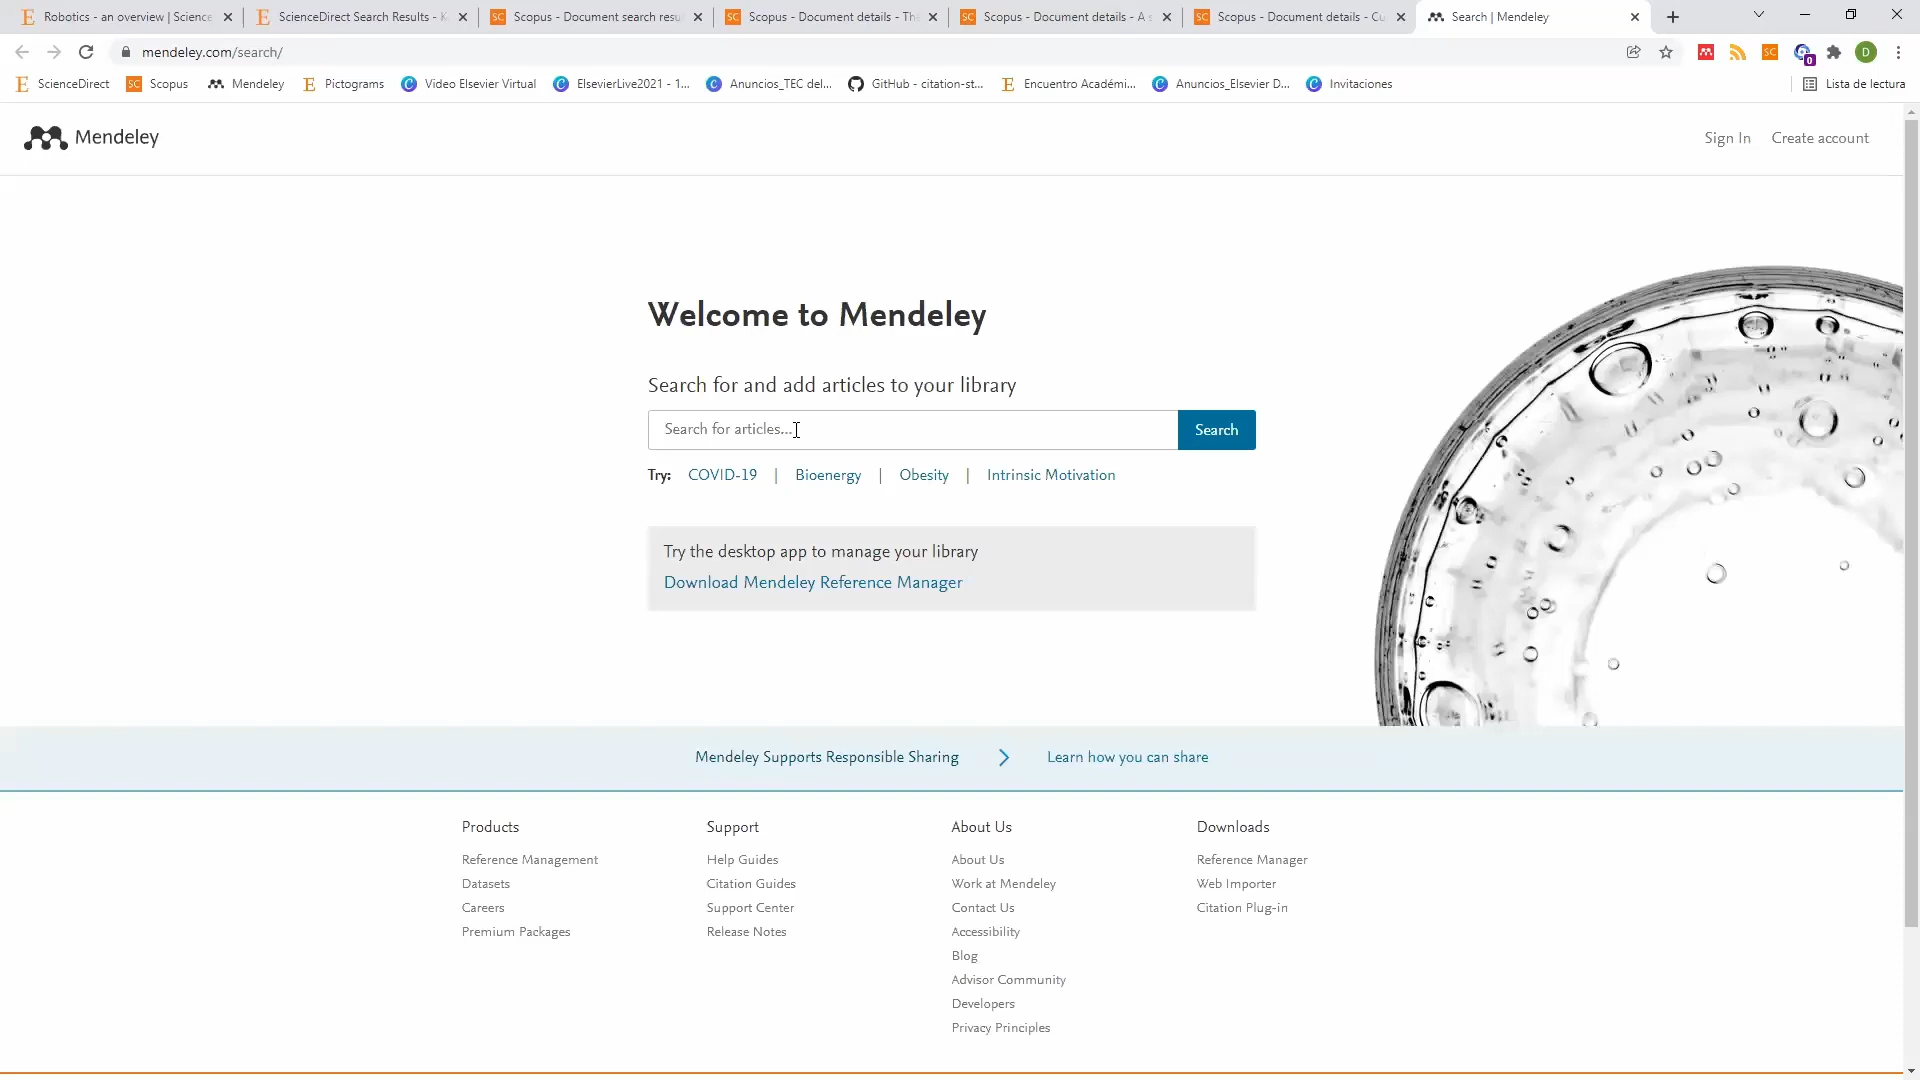 Robotics - an overview | Science
ScienceDirect Search Results - K
Scopus - Document search resu
Scopus - Document details - Th
Scopus - Document details - A s
Scopus - Document details - Cu
Search | Mendeley
mendeley.com/search/
SC
0
D
ScienceDirect
Scopus
Mendeley
Pictograms
Video Elsevier Virtual
ElsevierLive2021 - 1...
Anuncios_TEC del...
GitHub - citation-st...
Encuentro Académi...
Anuncios_Elsevier D...
Invitaciones
Lista de lectura
Mendeley
Sign In
Create account
Welcome to Mendeley
Search for and add articles to your library
Search for articles...
Search
Try: COVID-19 | Bioenergy | Obesity | Intrinsic Motivation
Try the desktop app to manage your library
Download Mendeley Reference Manager
Mendeley Supports Responsible Sharing
Learn how you can share
Products
Reference Management
Datasets
Careers
Premium Packages
Support
Help Guides
Citation Guides
Support Center
Release Notes
About Us
About Us
Work at Mendeley
Contact Us
Accessibility
Blog
Advisor Community
Developers
Privacy Principles
Downloads
Reference Manager
Web Importer
Citation Plug-in